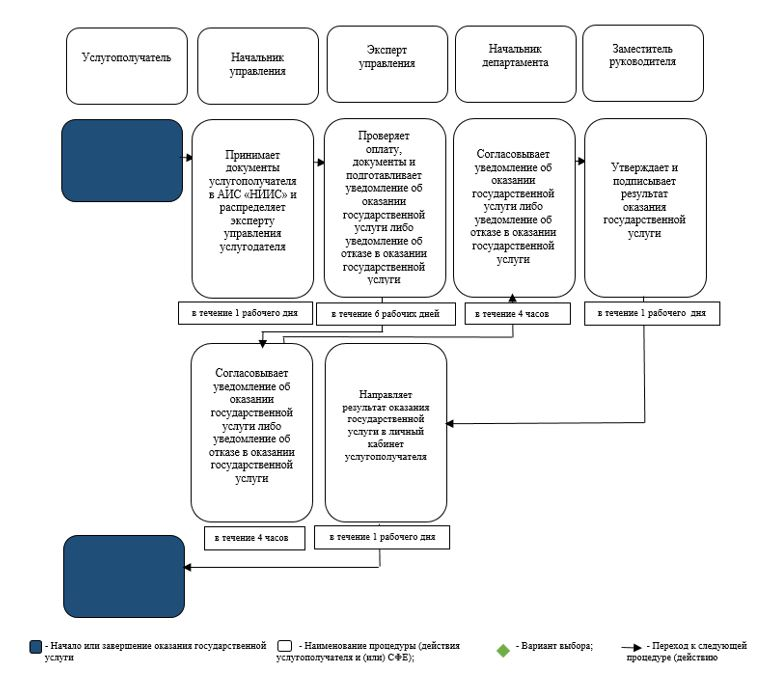 Услугополучатель
Начальник
управления
Эксперт
управления
Начальник
департамента
Заместитель
руководителя
Принимает
документы
услугополучателя
в АИС «НИИС» и
распределяет
эксперту
управления
услугодателя
Проверяет
оплату,
документы и
подготавливает
уведомление об
оказании
государственной
услуги либо
уведомление об
отказе в оказании
государственной
услуги
Согласовывает
уведомление об
оказании
государственной
услуги либо
уведомление об
отказе в оказании
государственной
услуги
Утверждает и
подписывает
результат
оказания
государственной
услуги
в течение 1 рабочего дня
в течение 6 рабочих дней
в течение 4 часов
в течение 1 рабочего дня
Согласовывает
уведомление об
оказании
государственной
услуги либо
уведомление об
отказе в оказании
государственной
услуги
Направляет
результат оказания
государственной
услуги в личный
кабинет
услугополучателя
в течение 4 часов
в течение 1 рабочего дня
- Начало или завершение оказания государственной
услуги
- Наименование процедуры (действия
услугополучателя и (или) СФЕ);
- Вариант выбора;
- Переход к следующей
процедуре (действию